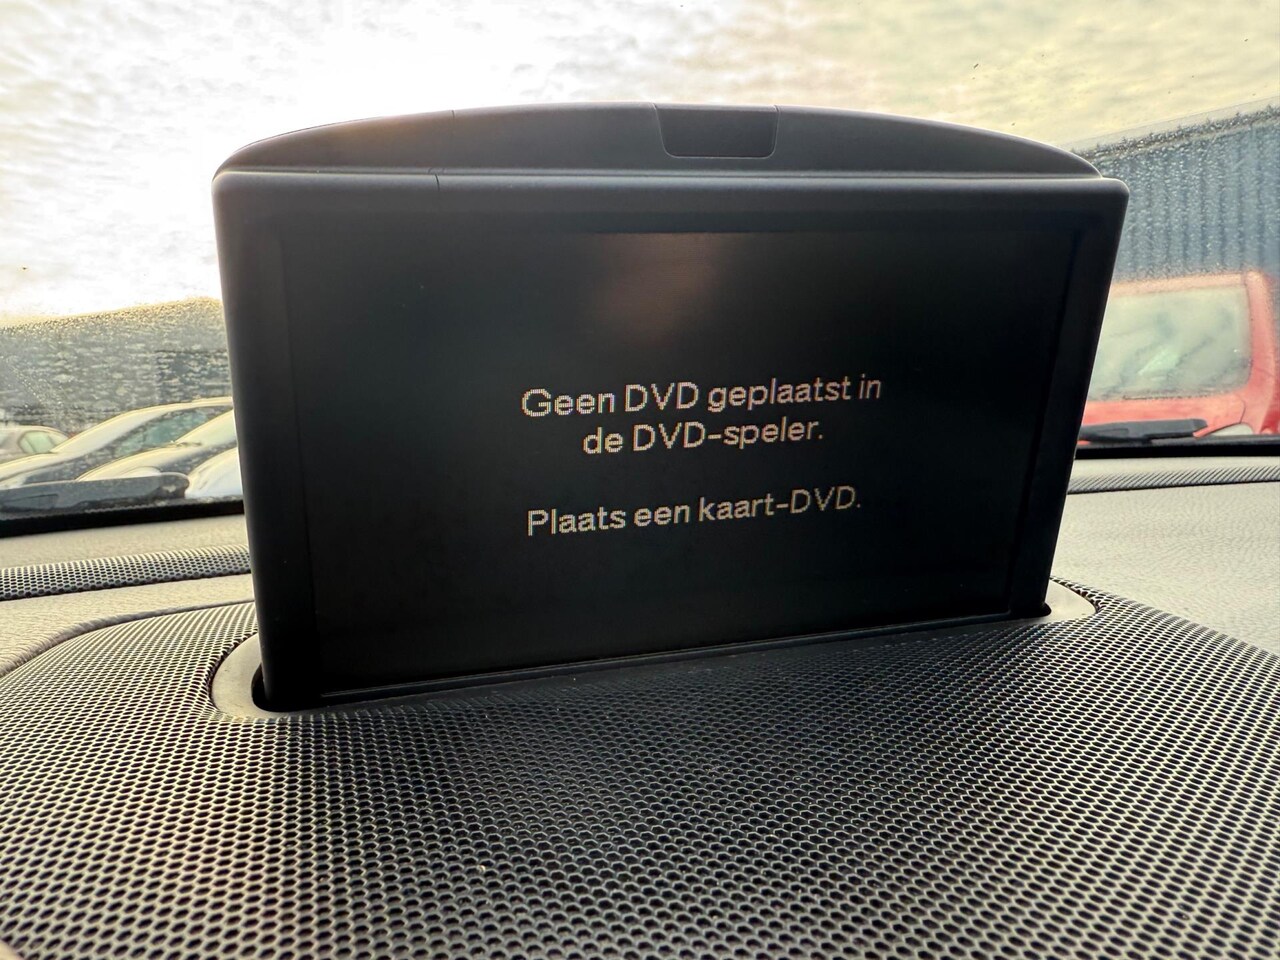 Geen DVD geplaatst in
de DVD-speler.
Plaats een kaart-DVD.